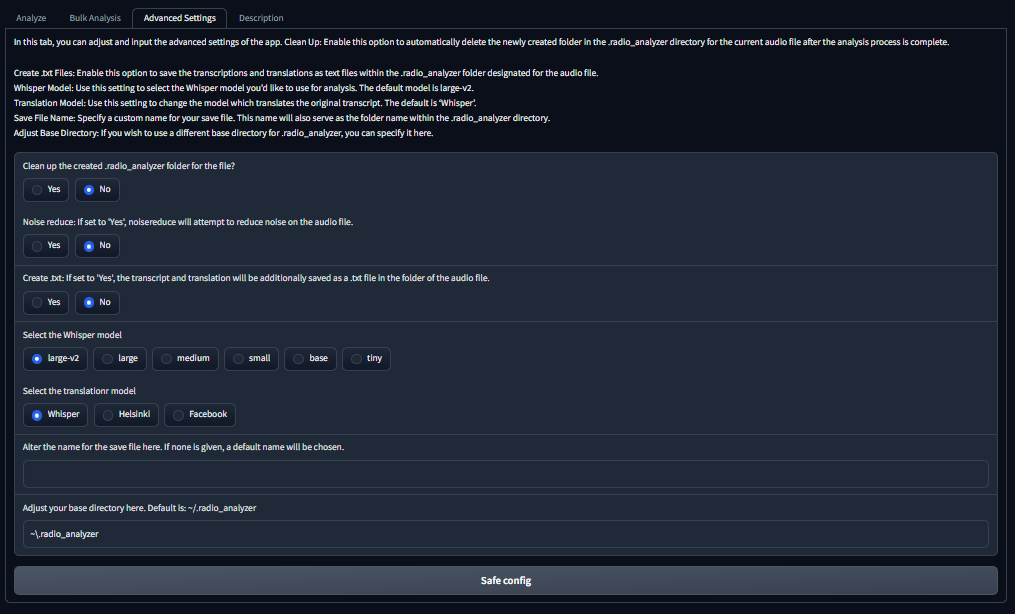 Analyze Bulk Analysis Advanced Settings Description
In this tab, you can adjust and input the advanced settings of the app. Clean Up: Enable this option to automatically delete the newly created folder in the .radio_analyzer directory for the current audio file after the analysis process is complete.
Create .txt Files: Enable this option to save the transcriptions and translations as text files within the .radio_analyzer folder designated for the audio file.
Whisper Model: Use this setting to select the Whisper model you'd like to use for analysis. The default model is large-v2.
Translation Model: Use this setting to change the model which translates the original transcript. The default is 'Whisper'.
Save File Name: Specify a custom name for your save file. This name will also serve as the folder name within the .radio_analyzer directory.
Adjust Base Directory: If you wish to use a different base directory for .radio_analyzer, you can specify it here.
Clean up the created .radio_analyzer folder for the file?
Yes No
Noise reduce: If set to 'Yes', noisereduce will attempt to reduce noise on the audio file.
Yes No
Create .txt: If set to 'Yes', the transcript and translation will be additionally saved as a .txt file in the folder of the audio file.
Yes No
Select the Whisper model
large-v2 large medium small base tiny
Select the translationr model
Whisper Helsinki Facebook
Alter the name for the save file here. If none is given, a default name will be chosen.
Adjust your base directory here. Default is: ~/.radio_analyzer
~\.radio_analyzer
Safe config